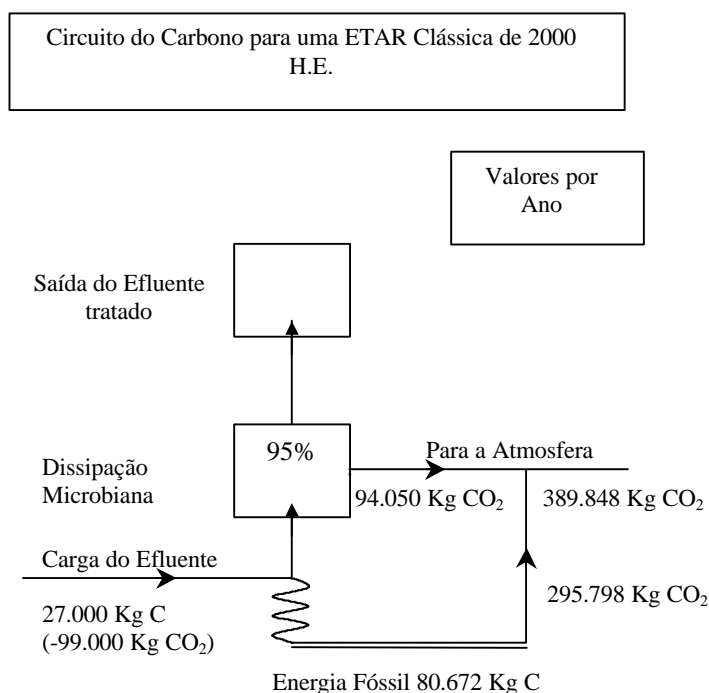 Circuito do Carbono para uma ETAR Clássica de 2000
H.E.
Valores por
Ano
Saída do Efluente
tratado
95%
Para a Atmosfera
Dissipação
Microbiana
94.050 Kg CO₂
389.848 Kg CO₂
Carga do Efluente
27.000 Kg C
(-99.000 Kg CO₂)
295.798 Kg CO₂
Energia Fóssil 80.672 Kg C